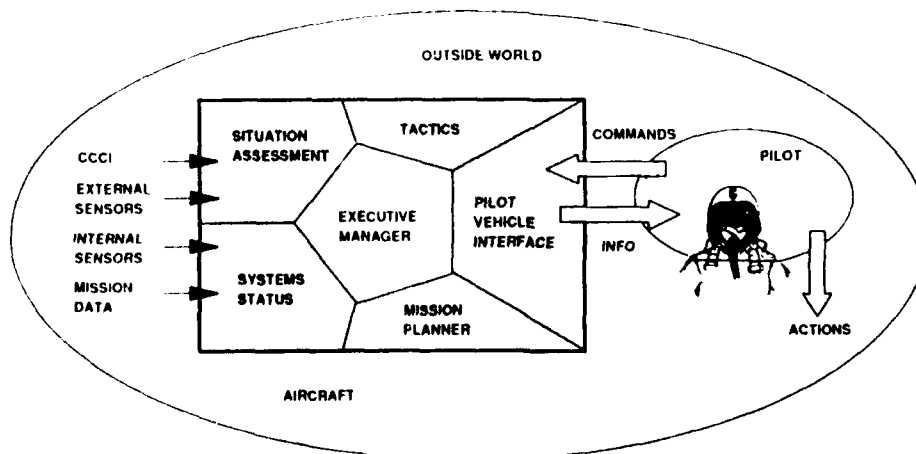 OUTSIDE WORLD
CCCI
EXTERNAL
SENSORS
INTERNAL
SENSORS
MISSION
DATA
SITUATION
ASSESSMENT
TACTICS
EXECUTIVE
MANAGER
SYSTEMS
STATUS
MISSION
PLANNER
PILOT
VEHICLE
INTERFACE
COMMANDS
INFO
PILOT
ACTIONS
AIRCRAFT